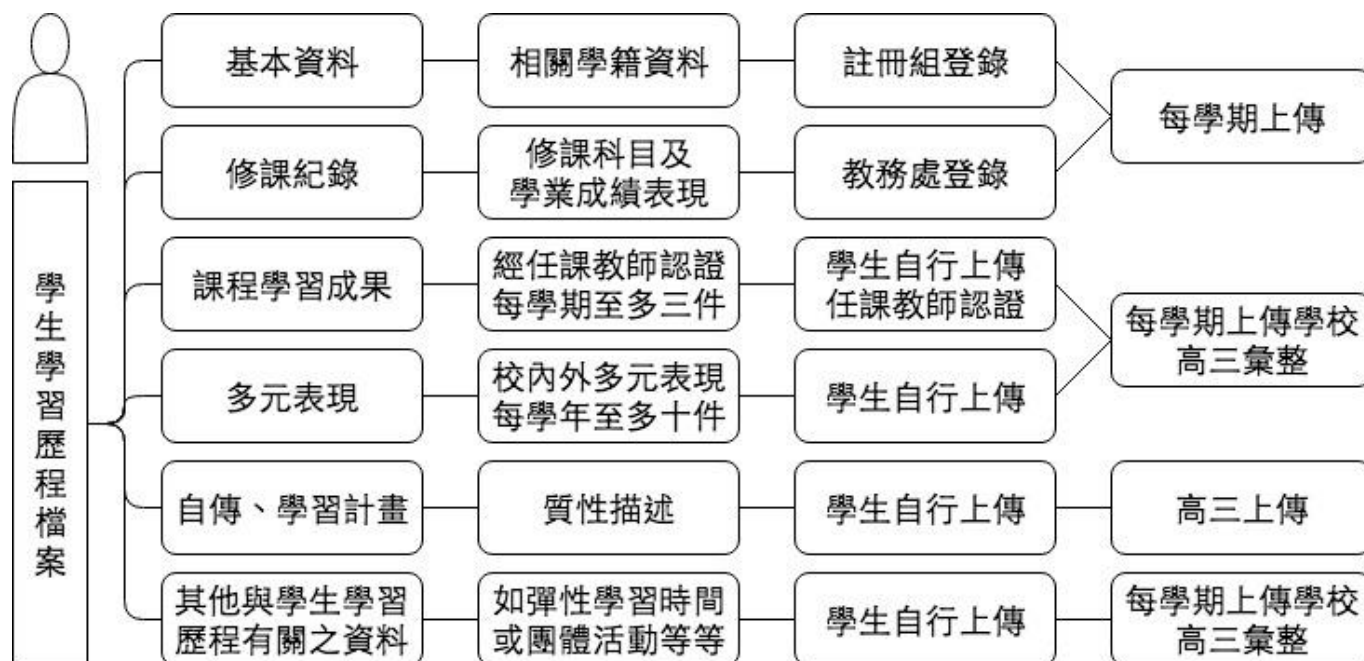 學生學習歷程檔案
基本資料
相關學籍資料
註冊組登錄
每學期上傳
修課紀錄
修課科目及
學業成績表現
教務處登錄
課程學習成果
經任課教師認證
每學期至多三件
學生自行上傳
任課教師認證
每學期上傳學校
高三彙整
多元表現
校內外多元表現
每學年至多十件
學生自行上傳
自傳、學習計畫
質性描述
學生自行上傳
高三上傳
其他與學生學習
歷程有關之資料
如彈性學習時間
或團體活動等等
學生自行上傳
每學期上傳學校
高三彙整